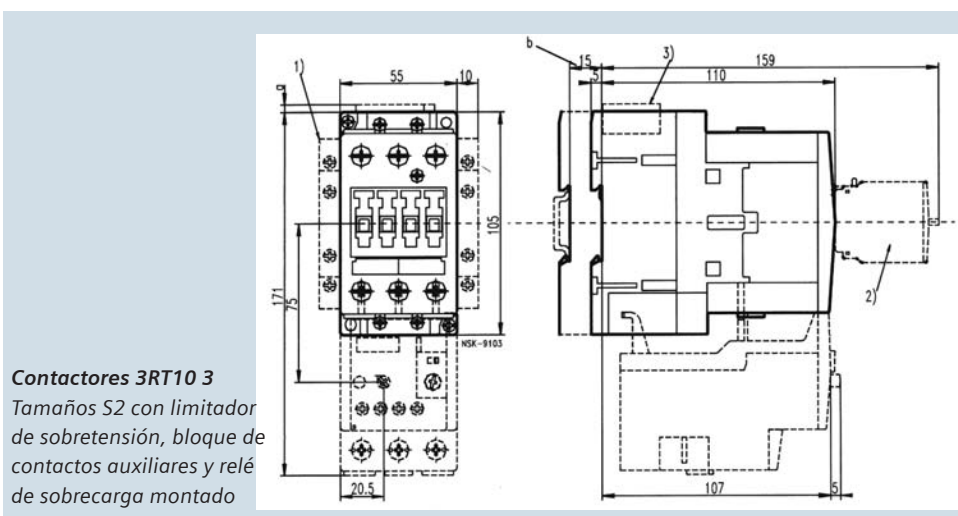 b
15
3)
159
1)
55
10
5
110
a
105
171
75
2)
NSK-9103
Contactores 3RT10 3
Tamaños S2 con limitador
de sobretensión, bloque de
contactos auxiliares y relé
de sobrecarga montado
20.5
107
5